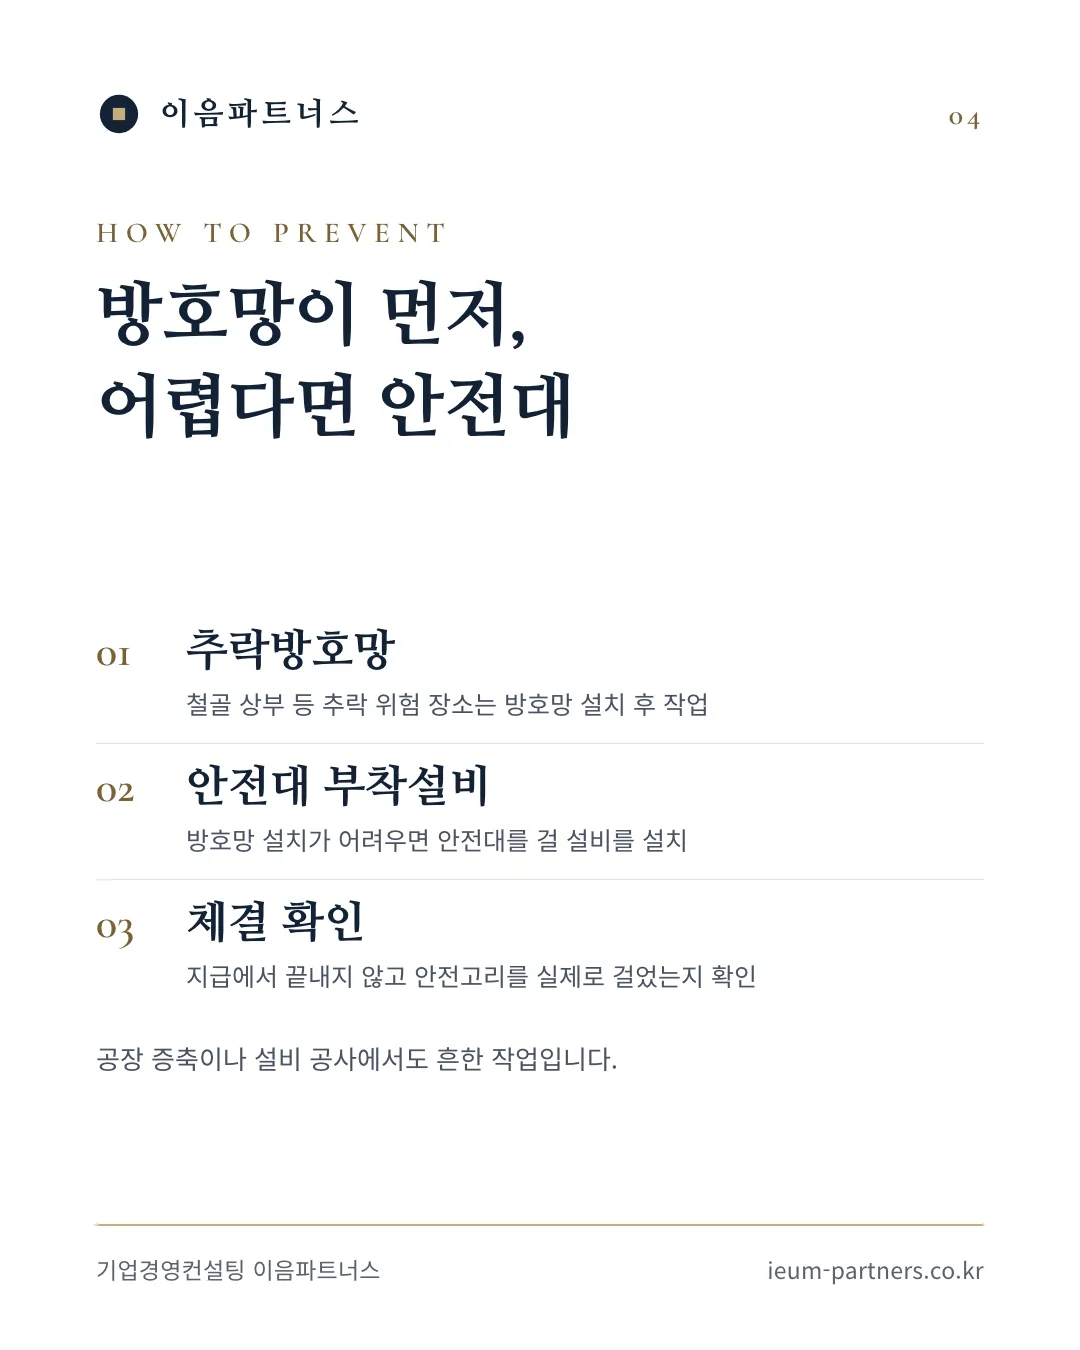 이음파트너스
04
HOW TO PREVENT
방호망이 먼저,
어렵다면 안전대
01 추락방호망
철골 상부 등 추락 위험 장소는 방호망 설치 후 작업
02 안전대 부착설비
방호망 설치가 어려우면 안전대를 걸 설비를 설치
03 체결 확인
지급에서 끝내지 않고 안전고리를 실제로 걸었는지 확인
공장 증축이나 설비 공사에서도 흔한 작업입니다.
기업경영컨설팅 이음파트너스
ieum-partners.co.kr